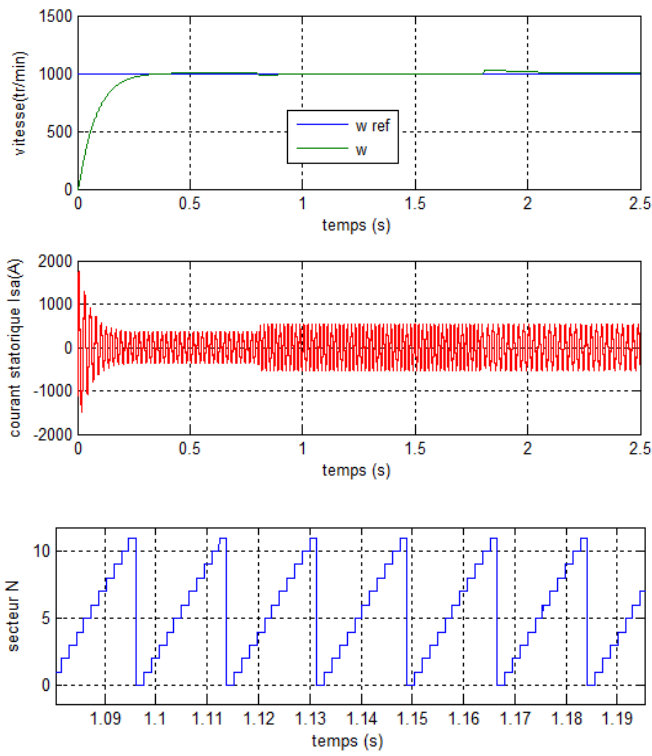 1500
1000
500
0
vitesse(tr/min)
w ref
w
0 0.5 1 1.5 2 2.5
temps (s)
2000
1000
0
-1000
-2000
courant statorique Isa(A)
0 0.5 1 1.5 2 2.5
temps (s)
10
5
0
secteur N
1.09 1.1 1.11 1.12 1.13 1.14 1.15 1.16 1.17 1.18 1.19
temps (s)